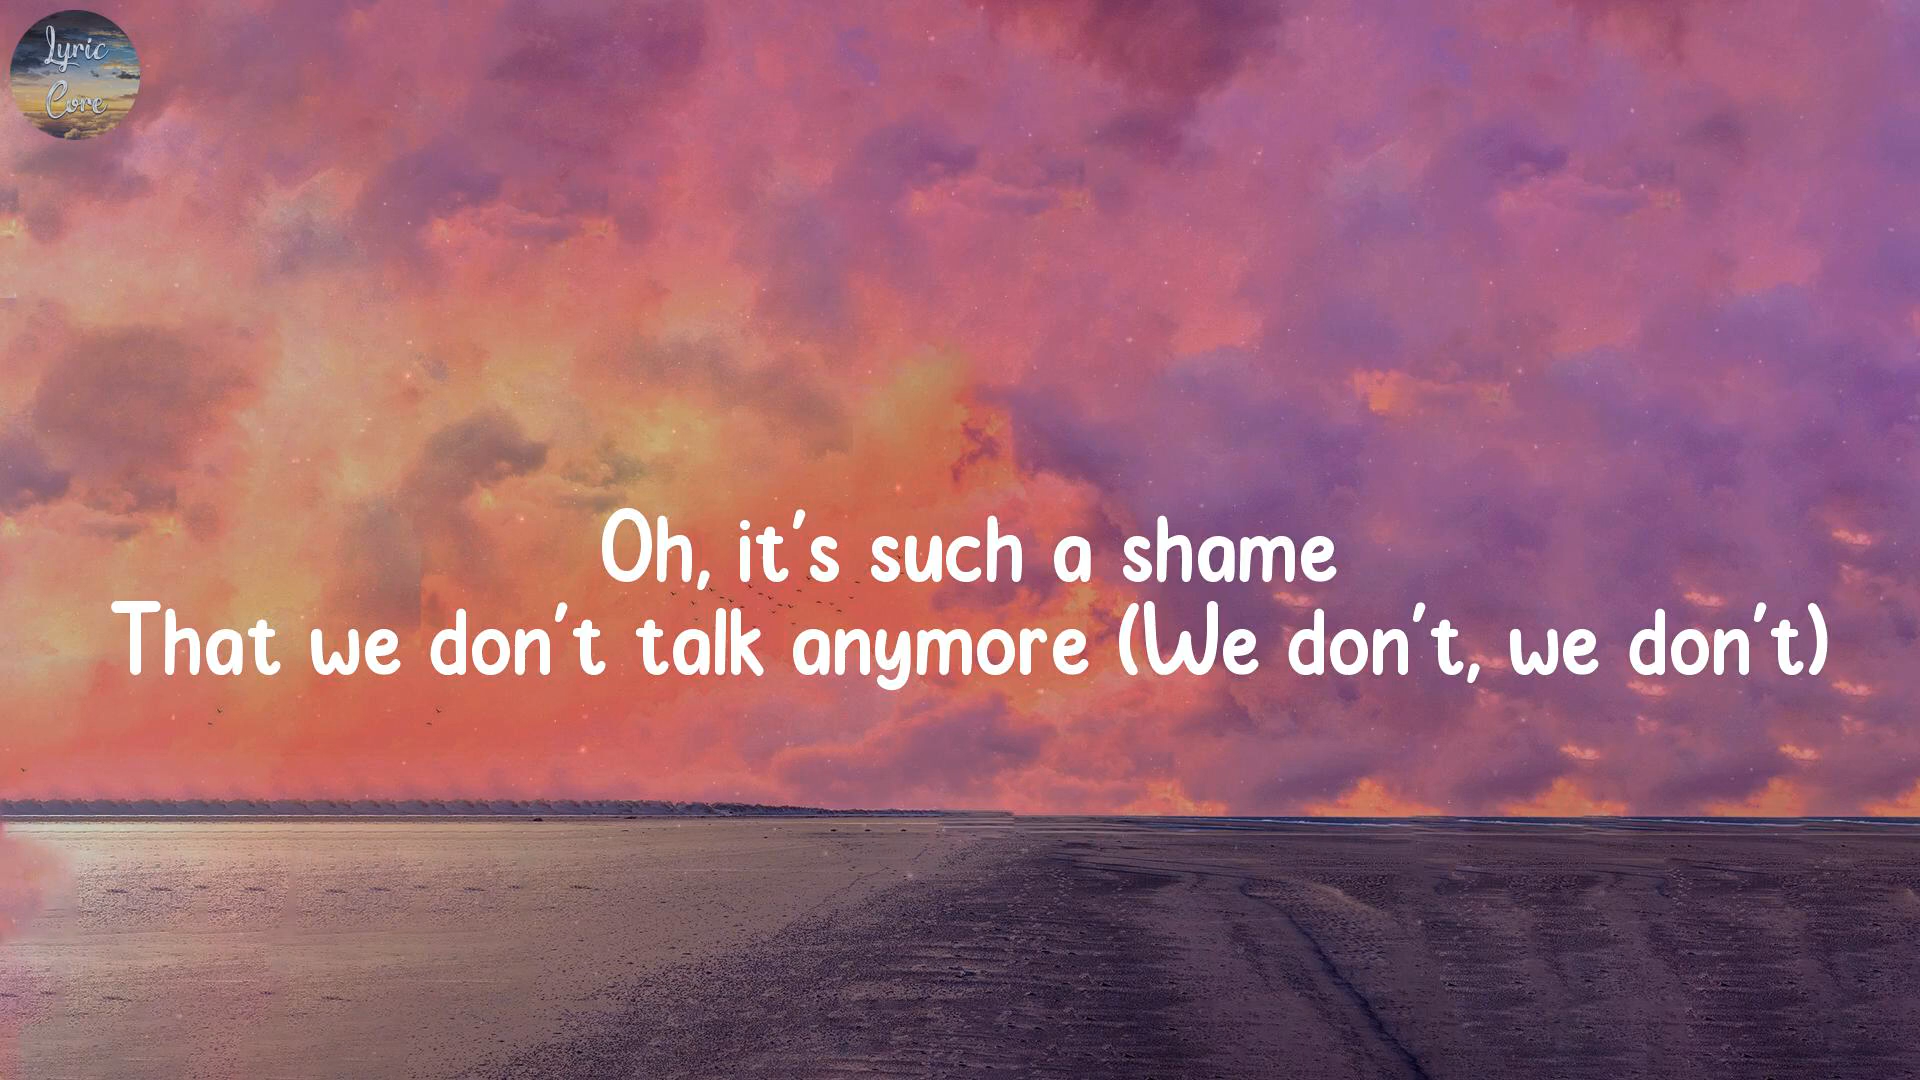 Lyric
Core
Oh, it's such a shame
That we don't talk anymore (We don't, we don't)